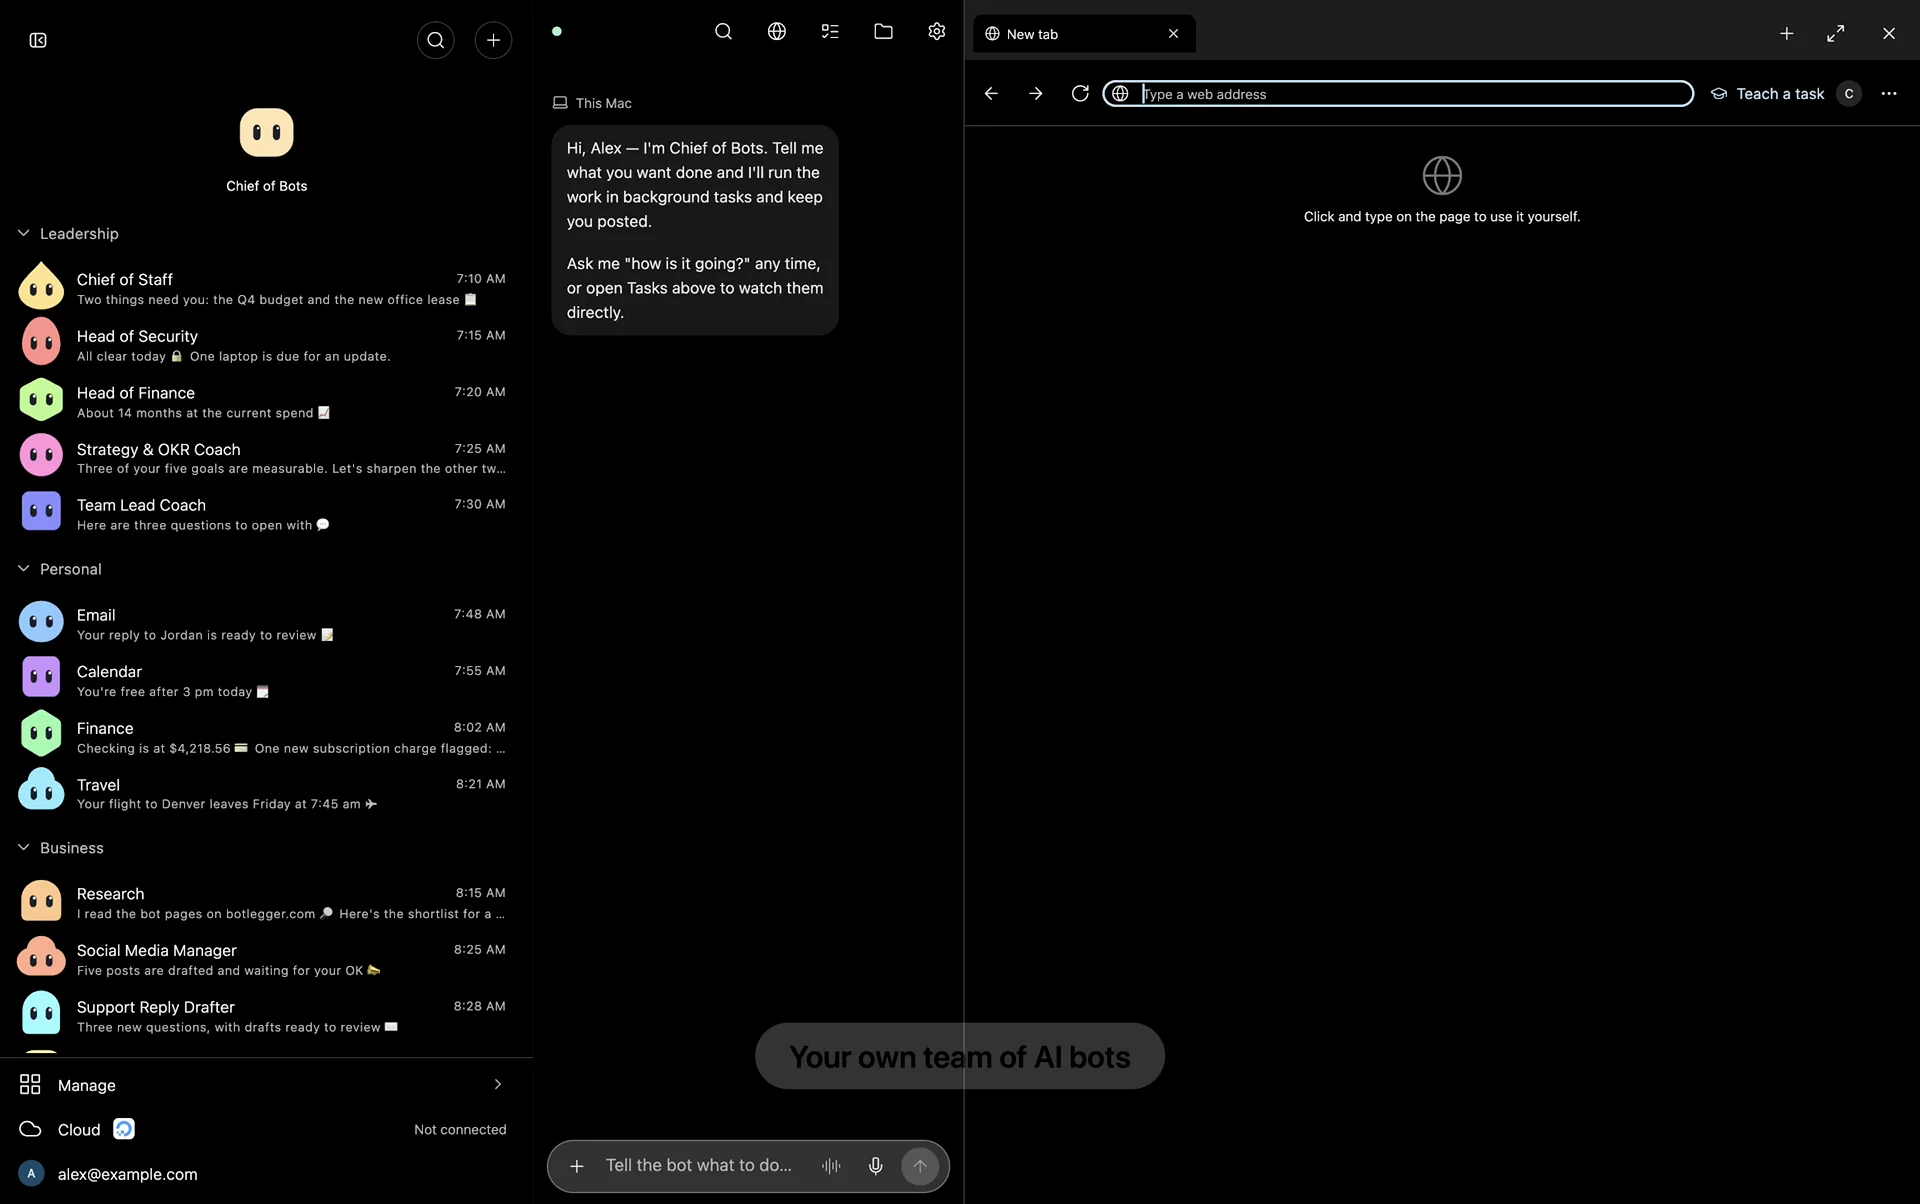 Chief of Bots
Leadership
Chief of Staff
7:10 AM
Two things need you: the Q4 budget and the new office lease
Head of Security
7:15 AM
All clear today One laptop is due for an update.
Head of Finance
7:20 AM
About 14 months at the current spend
Strategy & OKR Coach
7:25 AM
Three of your five goals are measurable. Let's sharpen the other tw...
Team Lead Coach
7:30 AM
Here are three questions to open with
Personal
Email
7:48 AM
Your reply to Jordan is ready to review
Calendar
7:55 AM
You're free after 3 pm today
Finance
8:02 AM
Checking is at $4,218.56 One new subscription charge flagged: ...
Travel
8:21 AM
Your flight to Denver leaves Friday at 7:45 am
Business
Research
8:15 AM
I read the bot pages on botlegger.com Here's the shortlist for a ...
Social Media Manager
8:25 AM
Five posts are drafted and waiting for your OK
Support Reply Drafter
8:28 AM
Three new questions, with drafts ready to review
Manage
Cloud
Not connected
A
alex@example.com
This Mac
Hi, Alex — I'm Chief of Bots. Tell me
what you want done and I'll run the
work in background tasks and keep
you posted.
Ask me "how is it going?" any time,
or open Tasks above to watch them
directly.
Your own team of AI bots
Tell the bot what to do...
New tab
Type a web address
Teach a task
C
Click and type on the page to use it yourself.